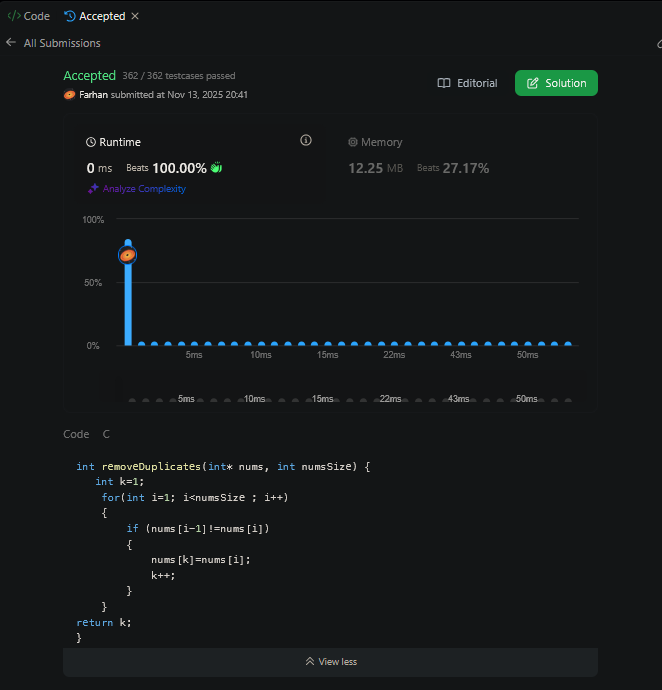 </> Code Accepted ×
← All Submissions
Accepted 362 / 362 testcases passed
Farhan submitted at Nov 13, 2025 20:41
Editorial
Solution
Runtime
0 ms Beats 100.00%
Analyze Complexity
Memory
12.25 MB Beats 27.17%
100%
50%
0%
5ms 10ms 15ms 22ms 43ms 50ms
5ms 10ms 15ms 22ms 43ms 50ms
Code C
int removeDuplicates(int* nums, int numsSize) {
int k=1;
for(int i=1; i<numsSize ; i++)
{
if (nums[i-1]!=nums[i])
{
nums[k]=nums[i];
k++;
}
}
return k;
}
View less